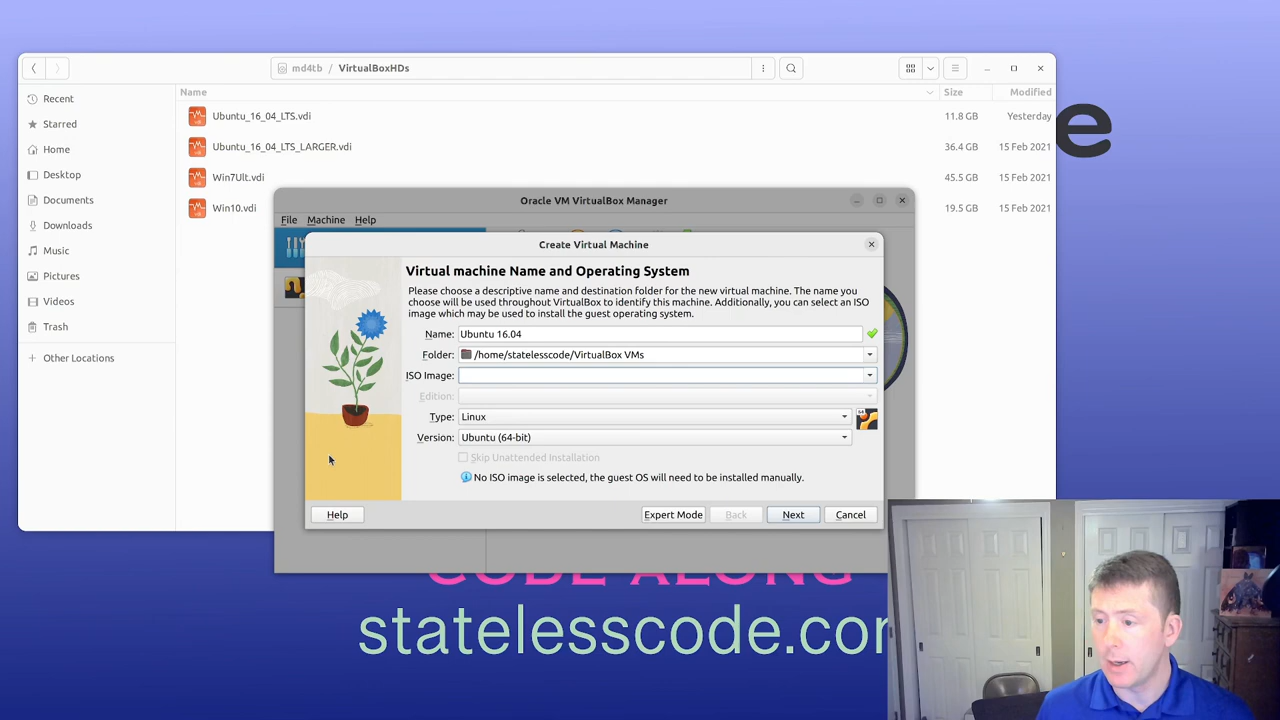 md4tb / VirtualBoxHDs
Name Size Modified
Recent
Starred
Home
Desktop
Documents
Downloads
Music
Pictures
Videos
Trash
Other Locations
Ubuntu_16_04_LTS.vdi 11.8 GB Yesterday
Ubuntu_16_04_LTS_LARGER.vdi 36.4 GB 15 Feb 2021
Win7Ult.vdi 45.5 GB 15 Feb 2021
Win10.vdi 19.5 GB 15 Feb 2021
e
Oracle VM VirtualBox Manager
File Machine Help
Create Virtual Machine
Virtual machine Name and Operating System
Please choose a descriptive name and destination folder for the new virtual machine. The name you
choose will be used throughout VirtualBox to identify this machine. Additionally, you can select an ISO
image which may be used to install the guest operating system.
Name: Ubuntu 16.04
Folder: /home/statelesscode/VirtualBox VMs
ISO Image:
Edition:
Type: Linux
Version: Ubuntu (64-bit)
Skip Unattended Installation
No ISO image is selected, the guest OS will need to be installed manually.
Help Expert Mode Back Next Cancel
CODE ALONG
statelesscode.com